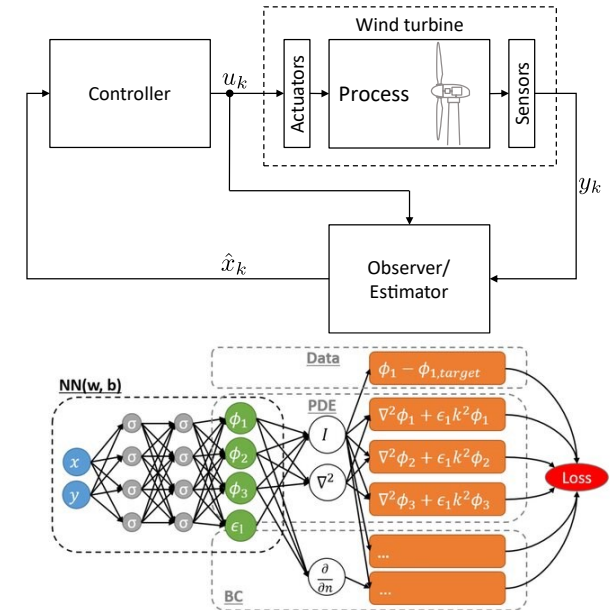 Wind turbine
Controller
u_k
Actuators
Process
Sensors
y_k
x̂_k
Observer/
Estimator
Data
ϕ₁ − ϕ₁,target
NN(w, b)
PDE
σ σ
ϕ₁
I
∇²ϕ₁ + ϵ₁k²ϕ₁
x
σ σ
ϕ₂
∇²ϕ₂ + ϵ₁k²ϕ₂
Loss
y
σ σ
ϕ₃
∇²
∇²ϕ₃ + ϵ₁k²ϕ₃
σ σ
ϵ₁
...
∂/∂n
...
BC